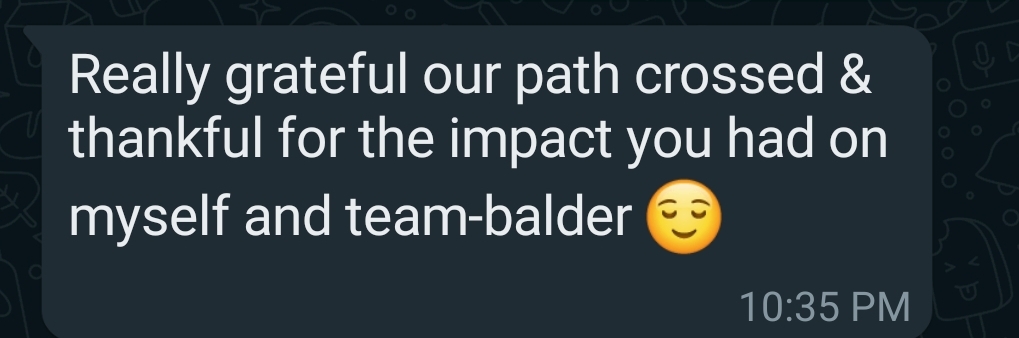 Really grateful our path crossed &
thankful for the impact you had on
myself and team-balder 😌
10:35 PM